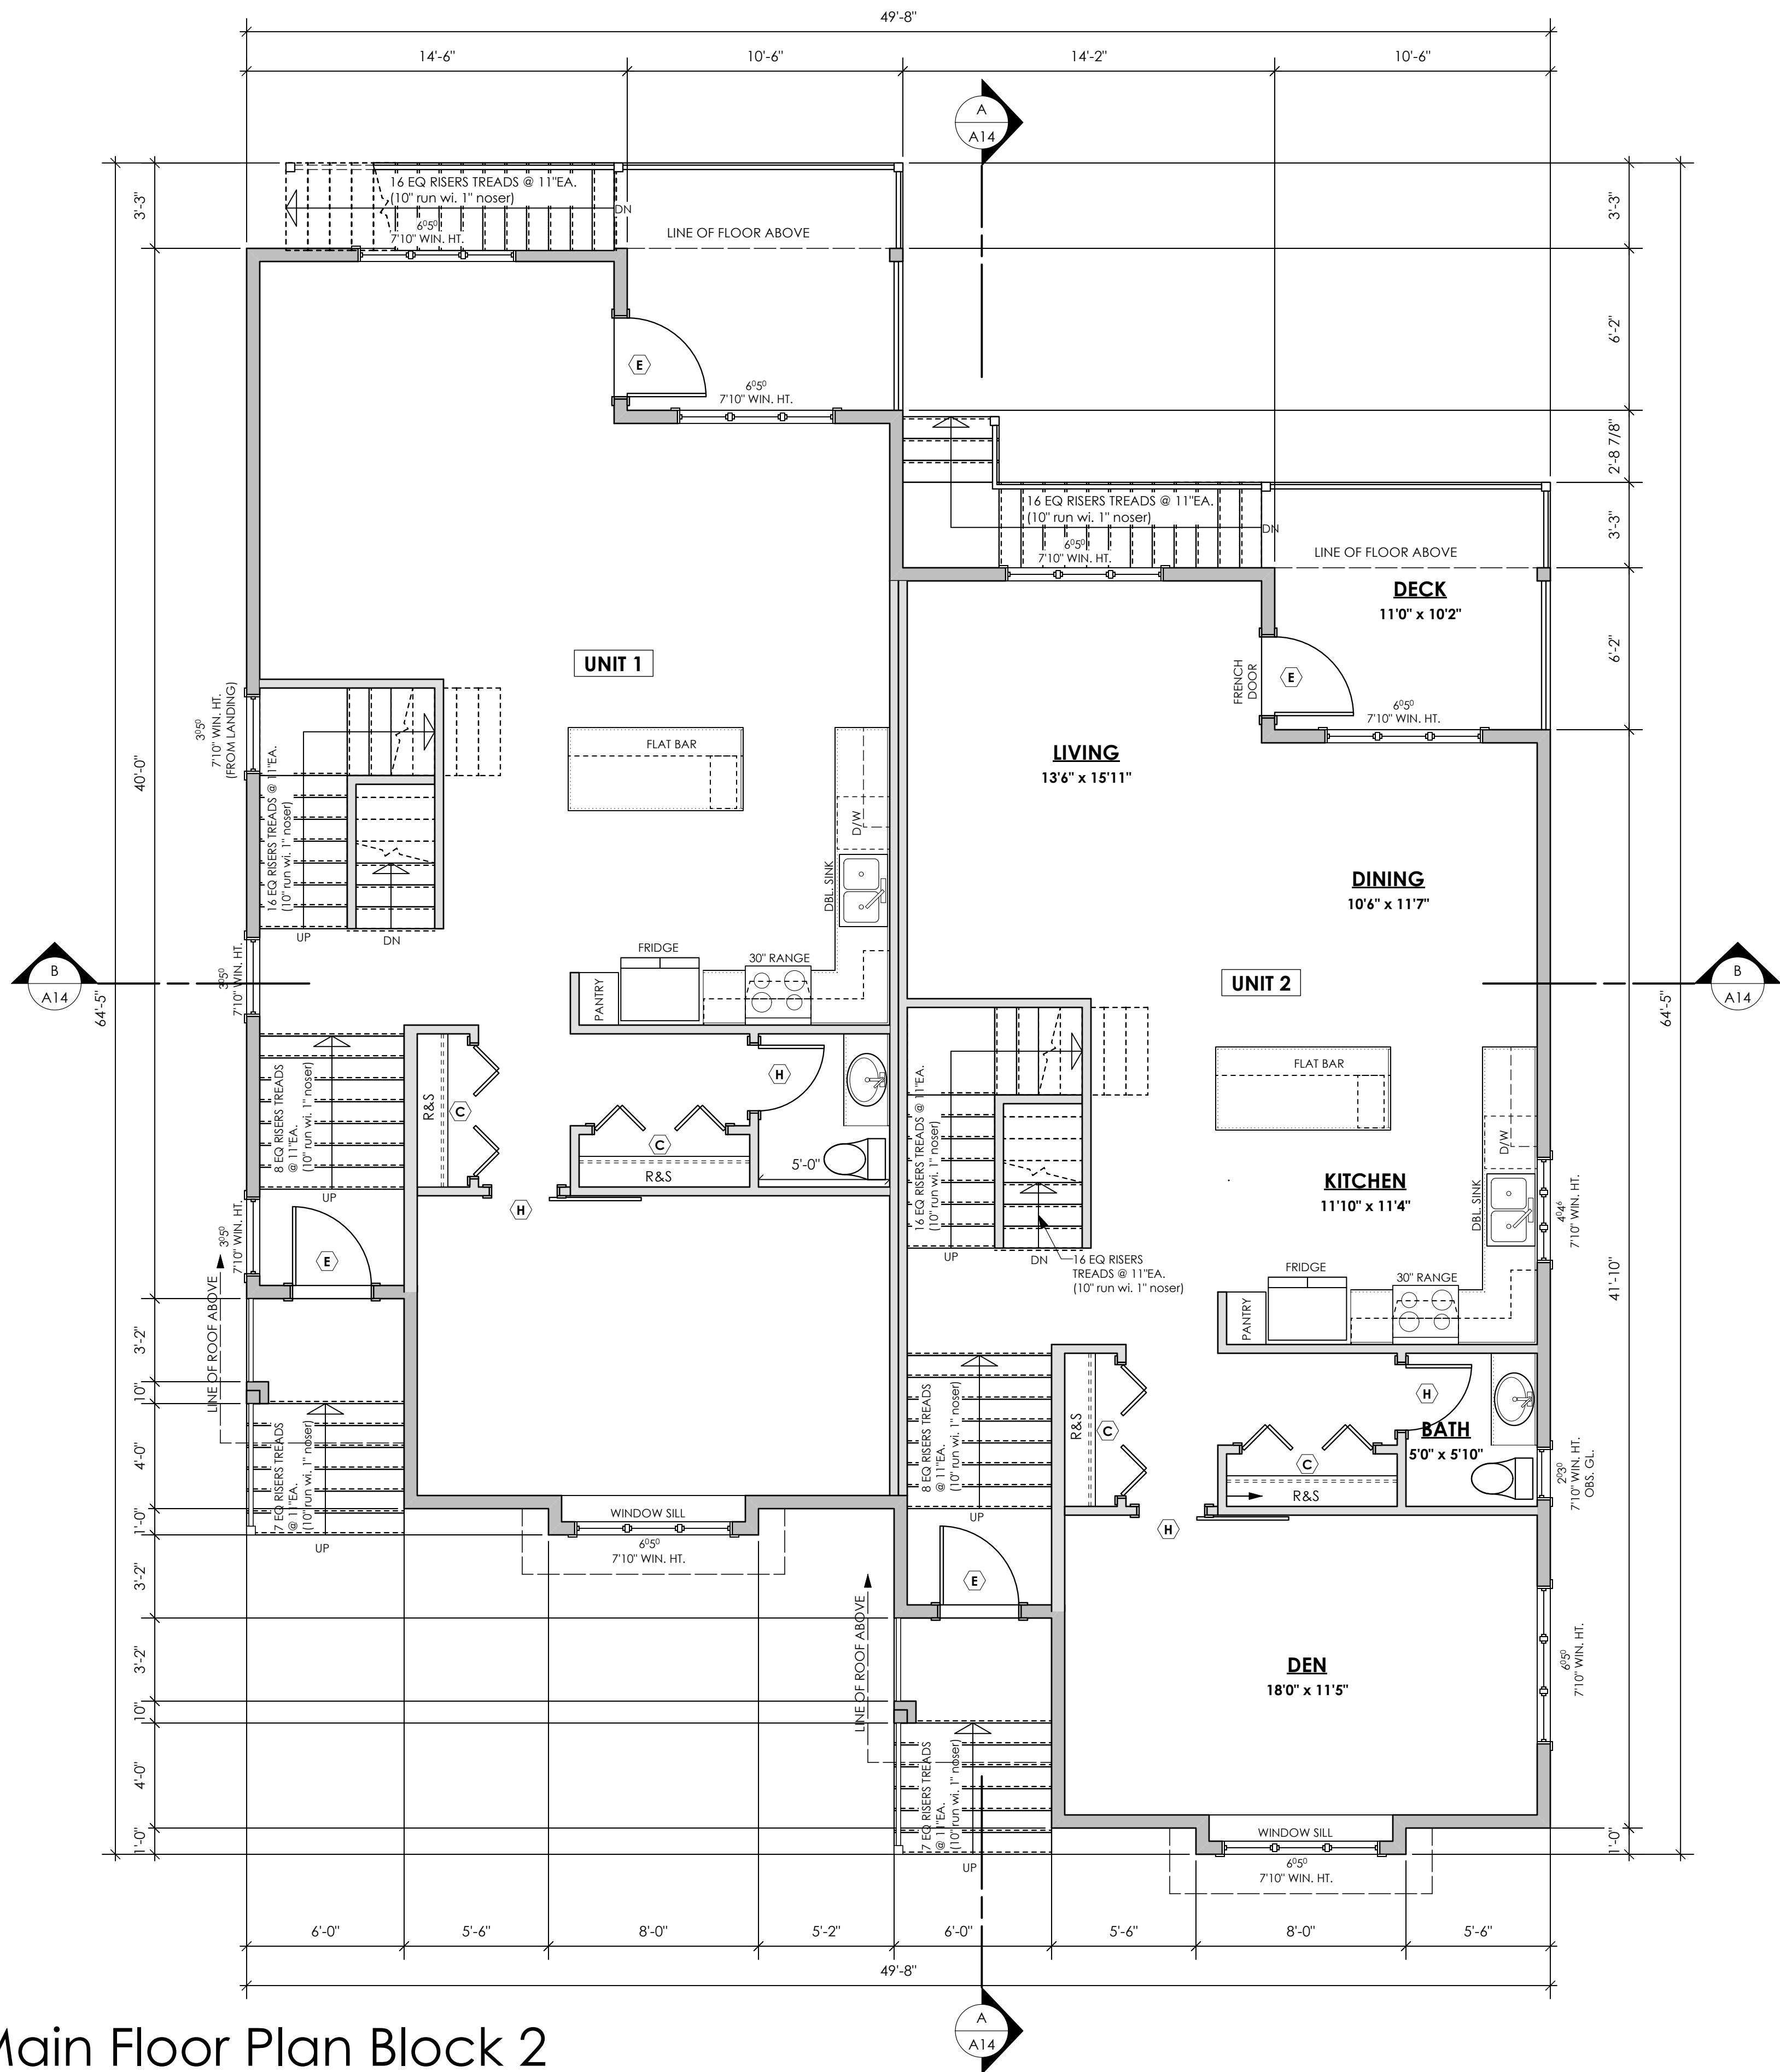 49'-8"
14'-6"
10'-6"
14'-2"
10'-6"
A
A14
3'-3"
16 EQ RISERS TREADS @ 11"EA.
(10" run wi. 1" noser)
DN
6⁰5⁰
7'10" WIN. HT.
LINE OF FLOOR ABOVE
3'-3"
E
6⁰5⁰
7'10" WIN. HT.
6'-2"
2'-8 7/8"
16 EQ RISERS TREADS @ 11"EA.
(10" run wi. 1" noser)
DN
6⁰5⁰
7'10" WIN. HT.
LINE OF FLOOR ABOVE
3'-3"
DECK
11'0" x 10'2"
UNIT 1
FRENCH
DOOR
E
6⁰5⁰
7'10" WIN. HT.
6'-2"
3⁰5⁰
7'10" WIN. HT.
(FROM LANDING)
40'-0"
16 EQ RISERS TREADS @ 11"EA.
(10" run wi. 1" noser)
UP
DN
FLAT BAR
D/W
DBL. SINK
LIVING
13'6" x 15'11"
DINING
10'6" x 11'7"
FRIDGE
30" RANGE
PANTRY
B
A14
64'-5"
3⁰5⁰
7'10" WIN. HT.
UNIT 2
B
A14
64'-5"
8 EQ RISERS TREADS
@ 11"EA.
(10" run wi. 1" noser)
UP
R&S
C
H
C
R&S
5'-0"
H
16 EQ RISERS TREADS @ 11"EA.
(10" run wi. 1" noser)
UP
DN
16 EQ RISERS
TREADS @ 11"EA.
(10" run wi. 1" noser)
FLAT BAR
D/W
DBL. SINK
KITCHEN
11'10" x 11'4"
4⁰4⁶
7'10" WIN. HT.
3⁰5⁰
7'10" WIN. HT.
E
LINE OF ROOF ABOVE
FRIDGE
30" RANGE
PANTRY
41'-10"
3'-2"
10"
4'-0"
1'-0"
7 EQ RISERS TREADS
@ 11"EA.
(10" run wi. 1" noser)
UP
8 EQ RISERS TREADS
@ 11"EA.
(10" run wi. 1" noser)
UP
R&S
C
H
BATH
5'0" x 5'10"
C
R&S
2⁰3⁰
7'10" WIN. HT.
OBS. GL.
H
WINDOW SILL
6⁰5⁰
7'10" WIN. HT.
3'-2"
E
LINE OF ROOF ABOVE
3'-2"
10"
4'-0"
1'-0"
DEN
18'0" x 11'5"
6⁰5⁰
7'10" WIN. HT.
7 EQ RISERS TREADS
@ 11"EA.
(10" run wi. 1" noser)
UP
WINDOW SILL
6⁰5⁰
7'10" WIN. HT.
1'-0"
6'-0"
5'-6"
8'-0"
5'-2"
6'-0"
5'-6"
8'-0"
5'-6"
49'-8"
A
A14
Main Floor Plan Block 2